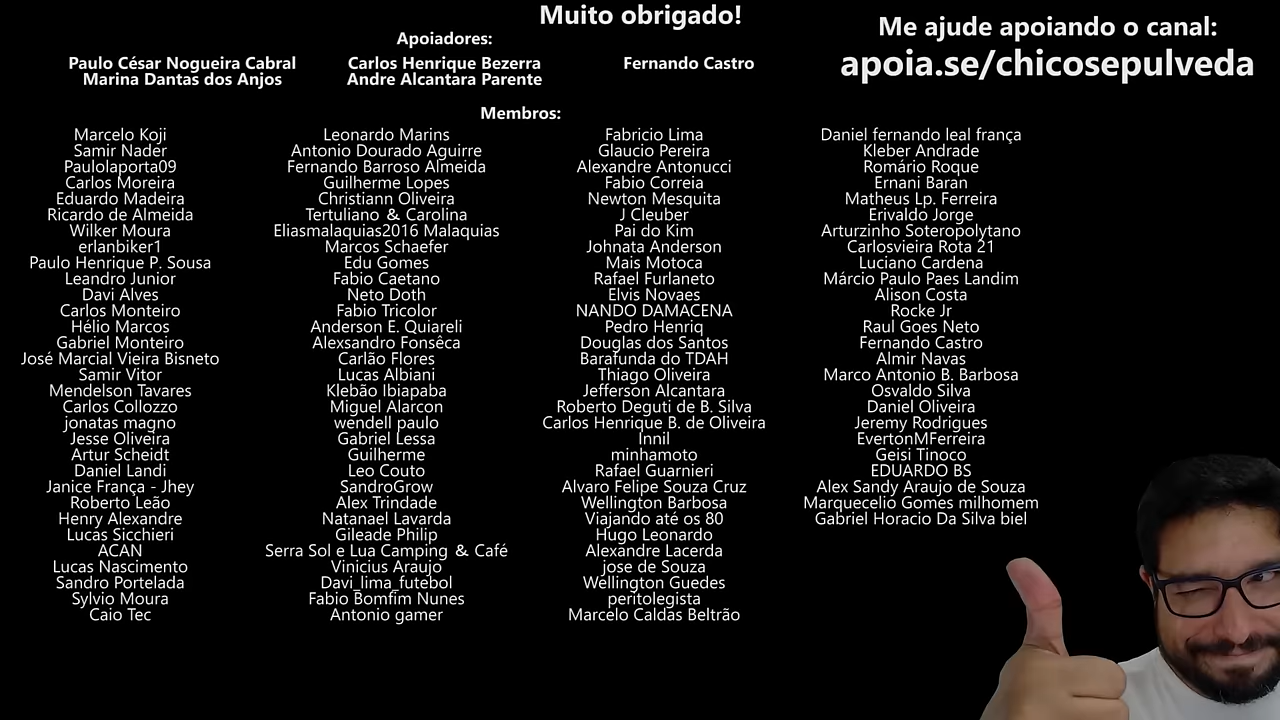 Muito obrigado!
Apoiadores:
Paulo César Nogueira Cabral
Marina Dantas dos Anjos
Carlos Henrique Bezerra
Andre Alcantara Parente
Fernando Castro
Me ajude apoiando o canal:
apoia.se/chicosepulveda
Membros:
Marcelo Koji
Samir Nader
Paulolaporta09
Carlos Moreira
Eduardo Madeira
Ricardo de Almeida
Wilker Moura
erlanbiker1
Paulo Henrique P. Sousa
Leandro Junior
Davi Alves
Carlos Monteiro
Hélio Marcos
Gabriel Monteiro
José Marcial Vieira Bisneto
Samir Vitor
Mendelson Tavares
Carlos Collozzo
jonatas magno
Jesse Oliveira
Artur Scheidt
Daniel Landi
Janice França - Jhey
Roberto Leão
Henry Alexandre
Lucas Sicchieri
ACAN
Lucas Nascimento
Sandro Portelada
Sylvio Moura
Caio Tec
Leonardo Marins
Antonio Dourado Aguirre
Fernando Barroso Almeida
Guilherme Lopes
Christiann Oliveira
Tertuliano & Carolina
Eliasmalaquias2016 Malaquias
Marcos Schaefer
Edu Gomes
Fabio Caetano
Neto Doth
Fabio Tricolor
Anderson E. Quiareli
Alexsandro Fonsêca
Carlão Flores
Lucas Albiani
Klebão Ibiapaba
Miguel Alarcon
wendell paulo
Gabriel Lessa
Guilherme
Leo Couto
SandroGrow
Alex Trindade
Natanael Lavarda
Gileade Philip
Serra Sol e Lua Camping & Café
Vinicius Araujo
Davi_lima_futebol
Fabio Bomfim Nunes
Antonio gamer
Fabricio Lima
Glaucio Pereira
Alexandre Antonucci
Fabio Correia
Newton Mesquita
J Cleuber
Pai do Kim
Johnata Anderson
Mais Motoca
Rafael Furlaneto
Elvis Novaes
NANDO DAMACENA
Pedro Henriq
Douglas dos Santos
Barafunda do TDAH
Thiago Oliveira
Jefferson Alcantara
Roberto Deguti de B. Silva
Carlos Henrique B. de Oliveira
Innil
minhamoto
Rafael Guarnieri
Alvaro Felipe Souza Cruz
Wellington Barbosa
Viajando até os 80
Hugo Leonardo
Alexandre Lacerda
jose de Souza
Wellington Guedes
peritolegista
Marcelo Caldas Beltrão
Daniel fernando leal frança
Kleber Andrade
Romário Roque
Ernani Baran
Matheus Lp. Ferreira
Erivaldo Jorge
Arturzinho Soteropolytano
Carlosvieira Rota 21
Luciano Cardena
Márcio Paulo Paes Landim
Alison Costa
Rocke Jr
Raul Goes Neto
Fernando Castro
Almir Navas
Marco Antonio B. Barbosa
Osvaldo Silva
Daniel Oliveira
Jeremy Rodrigues
EvertonMFerreira
Geisi Tinoco
EDUARDO BS
Alex Sandy Araujo de Souza
Marquecelio Gomes milhomem
Gabriel Horacio Da Silva biel